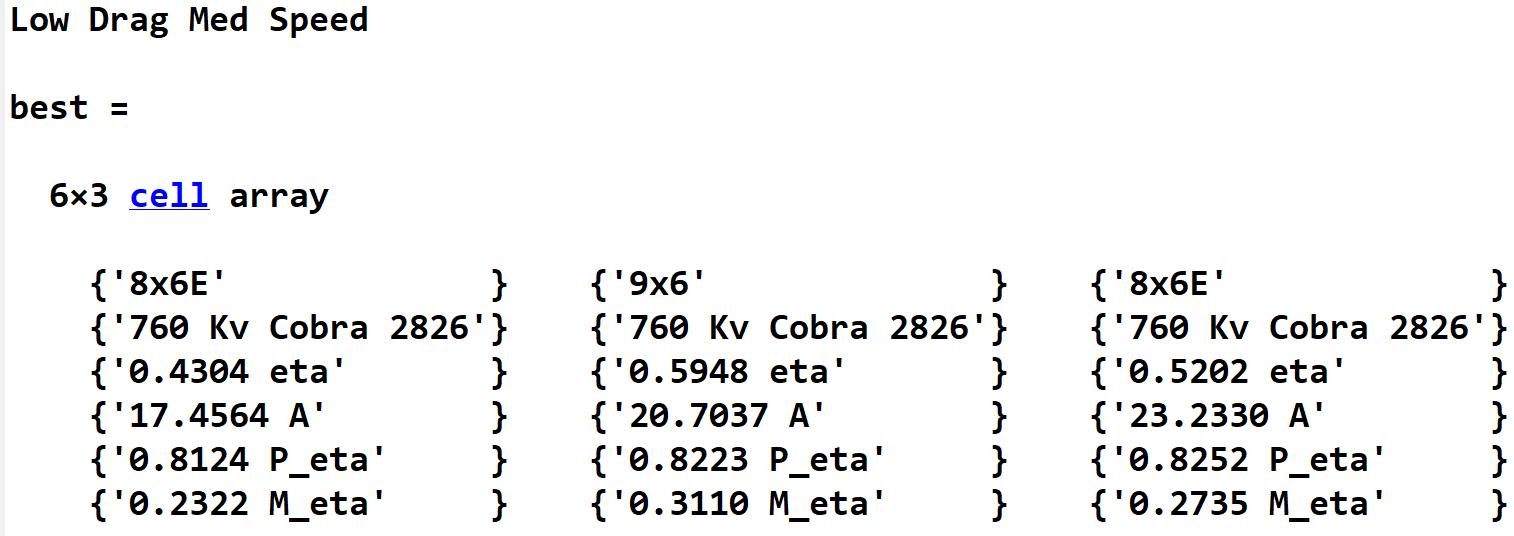 Low Drag Med Speed
best =
6×3 cell array
{'8x6E'             }    {'9x6'              }    {'8x6E'             }
{'760 Kv Cobra 2826'}    {'760 Kv Cobra 2826'}    {'760 Kv Cobra 2826'}
{'0.4304 eta'       }    {'0.5948 eta'       }    {'0.5202 eta'       }
{'17.4564 A'        }    {'20.7037 A'        }    {'23.2330 A'        }
{'0.8124 P_eta'     }    {'0.8223 P_eta'     }    {'0.8252 P_eta'     }
{'0.2322 M_eta'     }    {'0.3110 M_eta'     }    {'0.2735 M_eta'     }